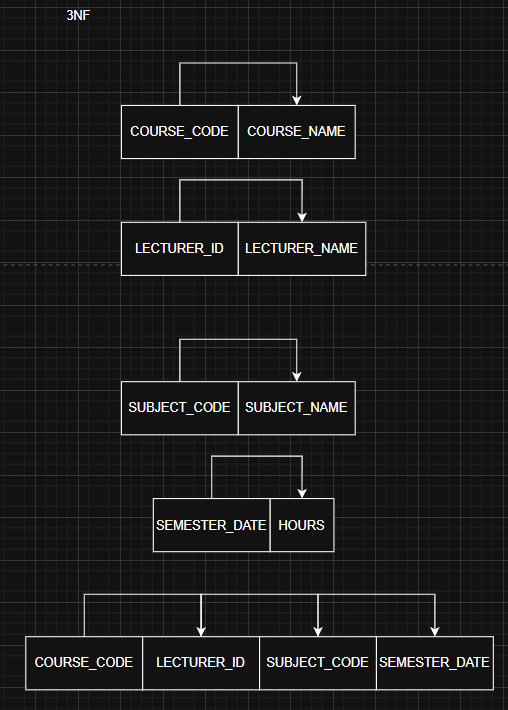 3NF
COURSE_CODE COURSE_NAME
LECTURER_ID LECTURER_NAME
SUBJECT_CODE SUBJECT_NAME
SEMESTER_DATE HOURS
COURSE_CODE LECTURER_ID SUBJECT_CODE SEMESTER_DATE